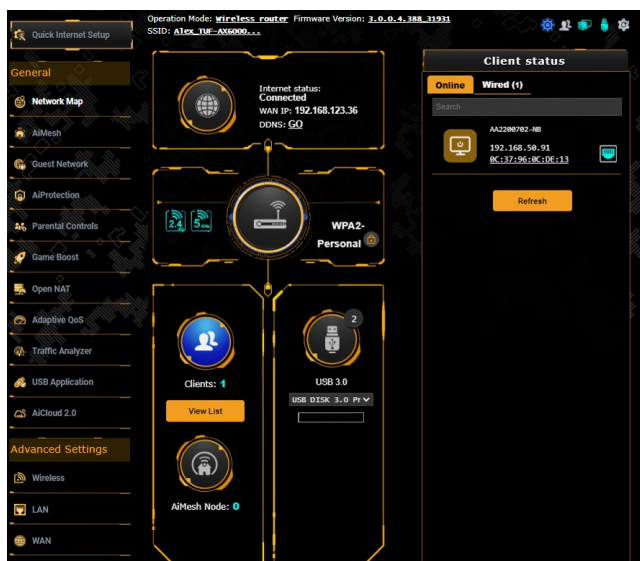 Operation Mode: Wireless router Firmware Version: 3.0.0.4.388_31931
SSID: Alex_TUF-AX6000...
Quick Internet Setup
General
Network Map
AiMesh
Guest Network
AiProtection
Parental Controls
Game Boost
Open NAT
Adaptive QoS
Traffic Analyzer
USB Application
AiCloud 2.0
Advanced Settings
Wireless
LAN
WAN
Internet status:
Connected
WAN IP: 192.168.123.36
DDNS: GO
2.4
5
WPA2-
Personal
Clients: 1
View List
AiMesh Node: 0
2
USB 3.0
USB DISK 3.0 Pr
Client status
Online Wired (1)
Search
AA2200702-NB
192.168.50.91
0C:37:96:0C:DE:13
Refresh